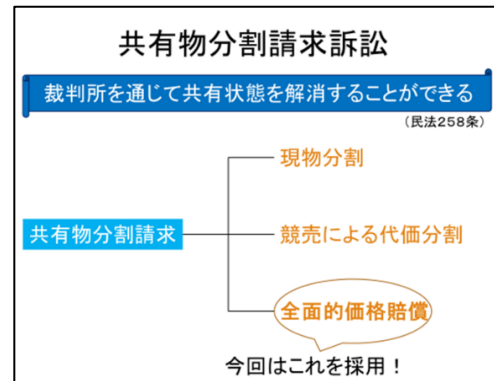 共有物分割請求訴訟
裁判所を通じて共有状態を解消することができる
(民法258条)
現物分割
共有物分割請求
競売による代価分割
全面的価格賠償
今回はこれを採用！